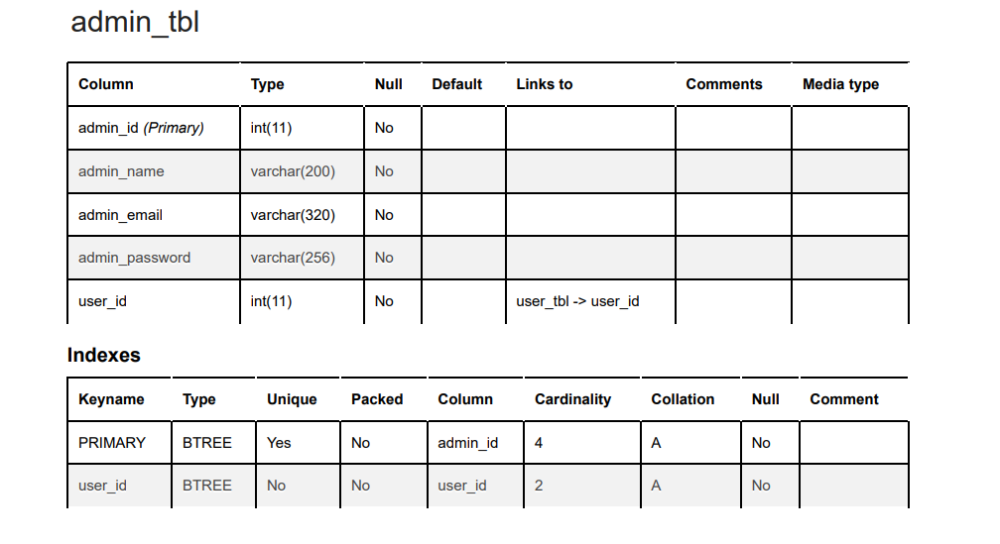 admin_tbl
Column Type Null Default Links to Comments Media type
admin_id (Primary) int(11) No
admin_name varchar(200) No
admin_email varchar(320) No
admin_password varchar(256) No
user_id int(11) No user_tbl -> user_id
Indexes
Keyname Type Unique Packed Column Cardinality Collation Null Comment
PRIMARY BTREE Yes No admin_id 4 A No
user_id BTREE No No user_id 2 A No